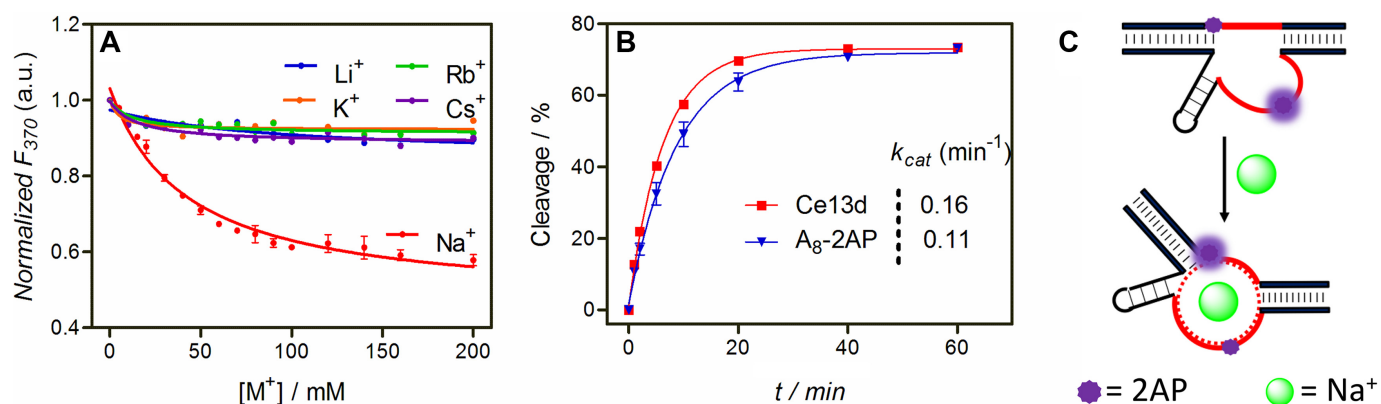 A
1.2
1.0
0.8
0.6
0.4
Normalized F370 (a.u.)
Li+
Rb+
K+
Cs+
Na+
0
50
100
150
200
[M+] / mM
B
80
60
40
20
0
Cleavage / %
kcat (min-1)
Ce13d
0.16
A8-2AP
0.11
0
20
40
60
t / min
C
= 2AP
= Na+